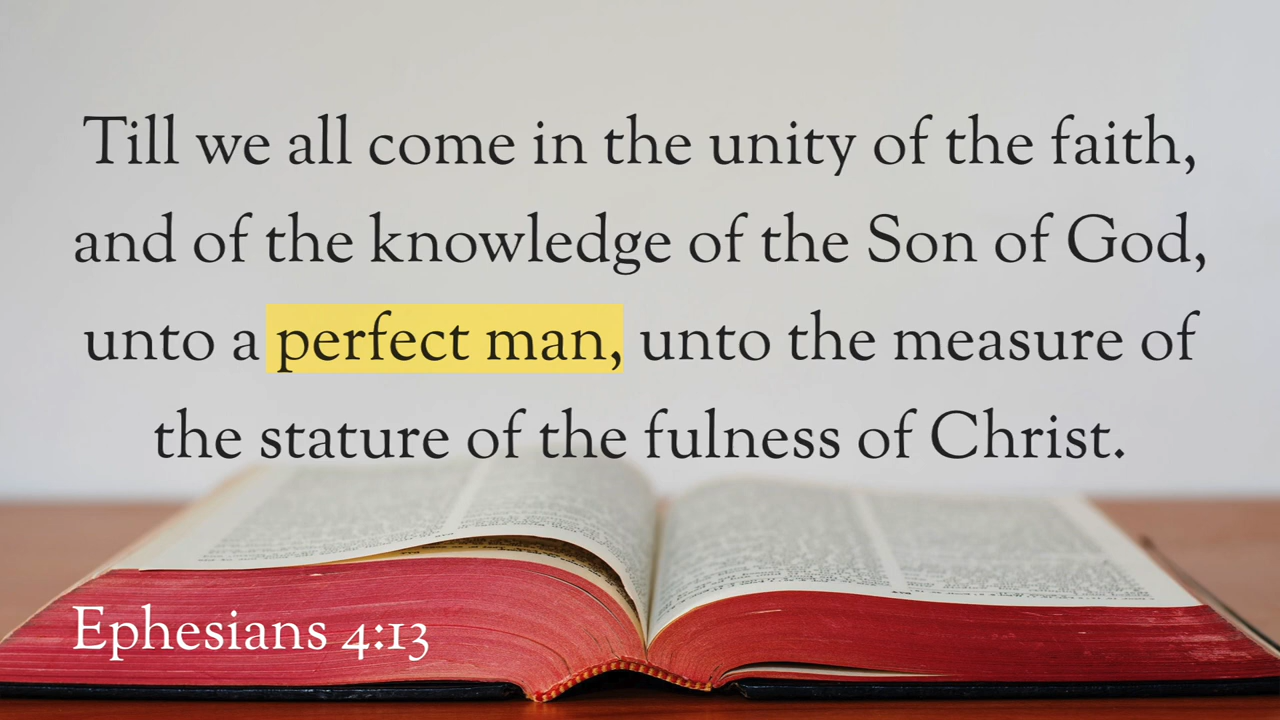 Till we all come in the unity of the faith,
and of the knowledge of the Son of God,
unto a perfect man, unto the measure of
the stature of the fulness of Christ.
Ephesians 4:13